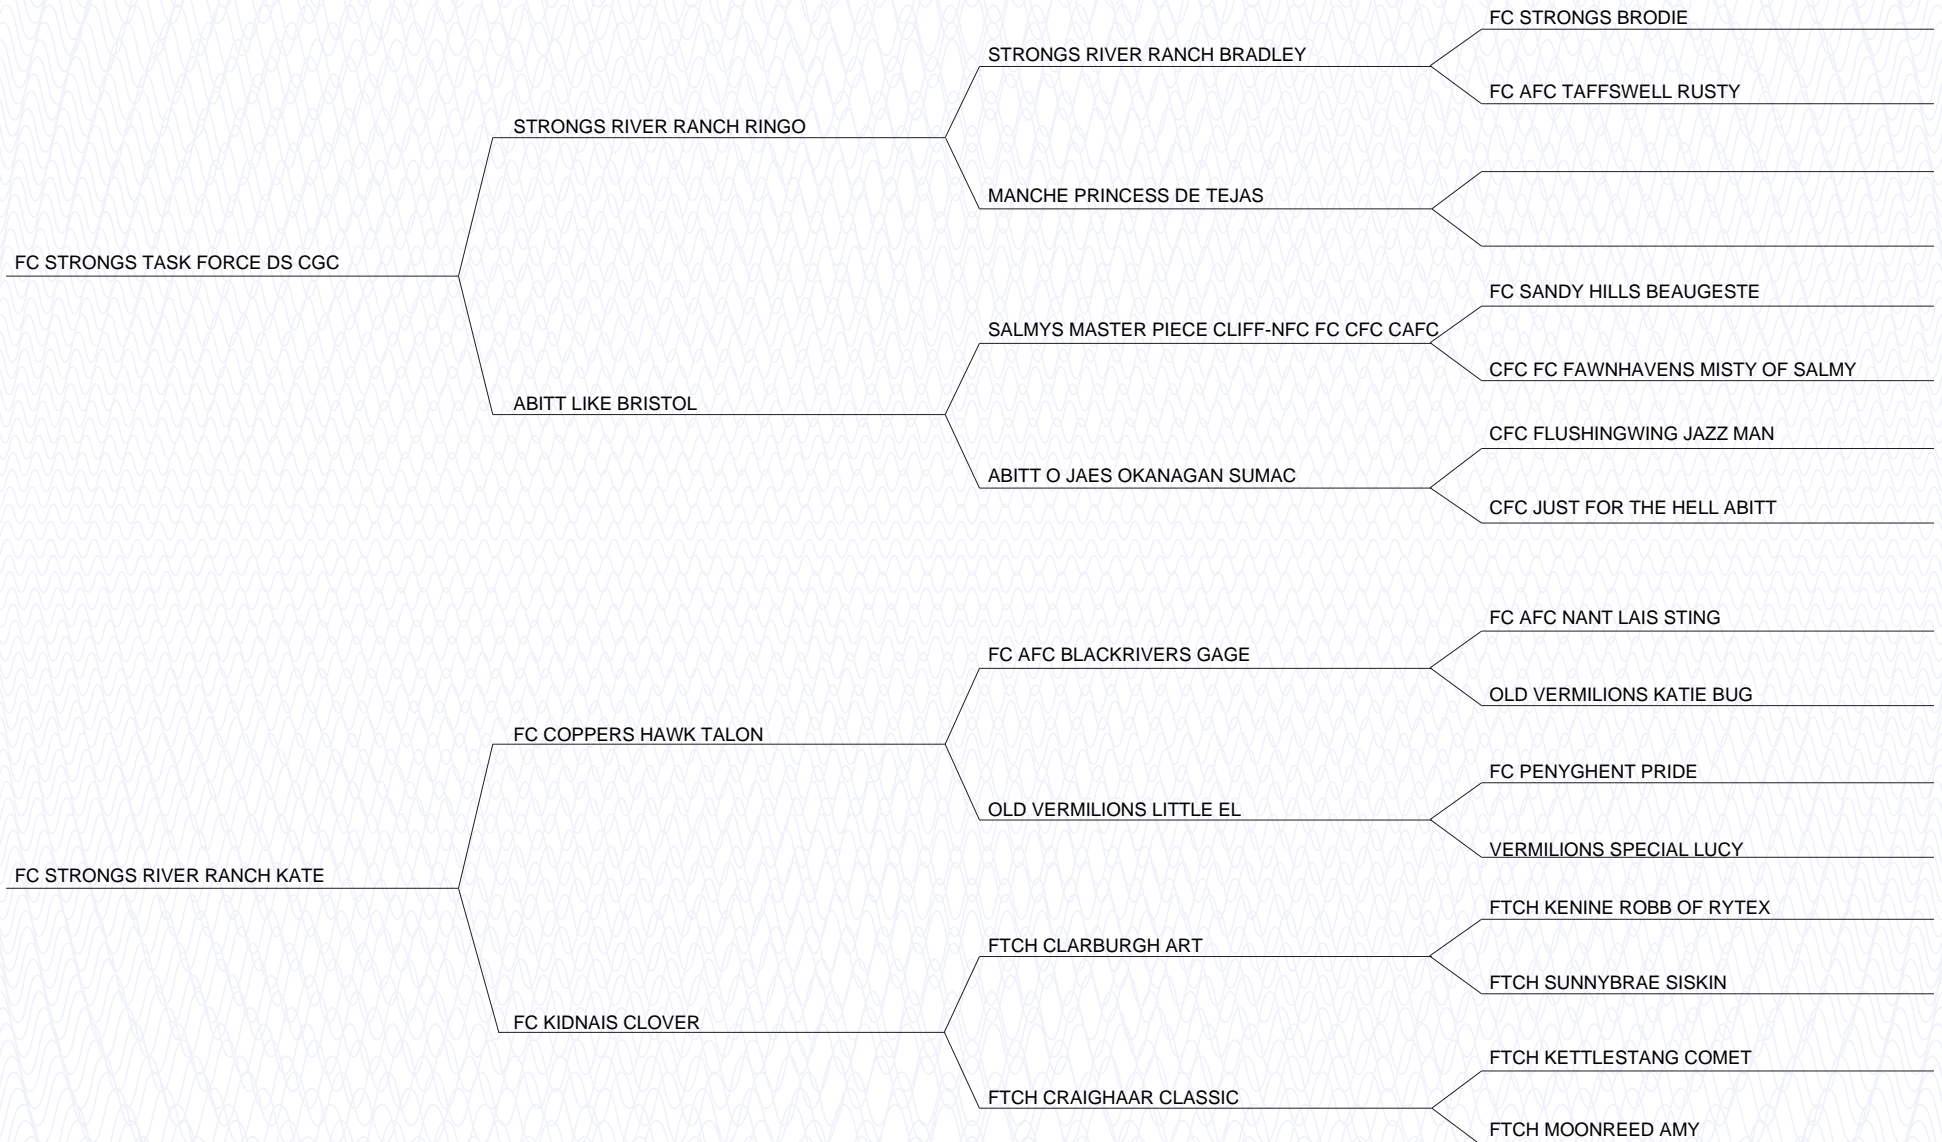 FC STRONGS BRODIE
STRONGS RIVER RANCH BRADLEY
FC AFC TAFFSWELL RUSTY
STRONGS RIVER RANCH RINGO
MANCHE PRINCESS DE TEJAS
FC STRONGS TASK FORCE DS CGC
FC SANDY HILLS BEAUGESTE
SALMYS MASTER PIECE CLIFF-NFC FC CFC CAFC
CFC FC FAWNHAVENS MISTY OF SALMY
ABITT LIKE BRISTOL
CFC FLUSHINGWING JAZZ MAN
ABITT O JAES OKANAGAN SUMAC
CFC JUST FOR THE HELL ABITT
FC AFC NANT LAIS STING
FC AFC BLACKRIVERS GAGE
OLD VERMILIONS KATIE BUG
FC COPPERS HAWK TALON
FC PENYGHENT PRIDE
OLD VERMILIONS LITTLE EL
VERMILIONS SPECIAL LUCY
FC STRONGS RIVER RANCH KATE
FTCH KENINE ROBB OF RYTEX
FTCH CLARBURGH ART
FTCH SUNNYBRAE SISKIN
FC KIDNAIS CLOVER
FTCH KETTLESTANG COMET
FTCH CRAIGHAAR CLASSIC
FTCH MOONREED AMY